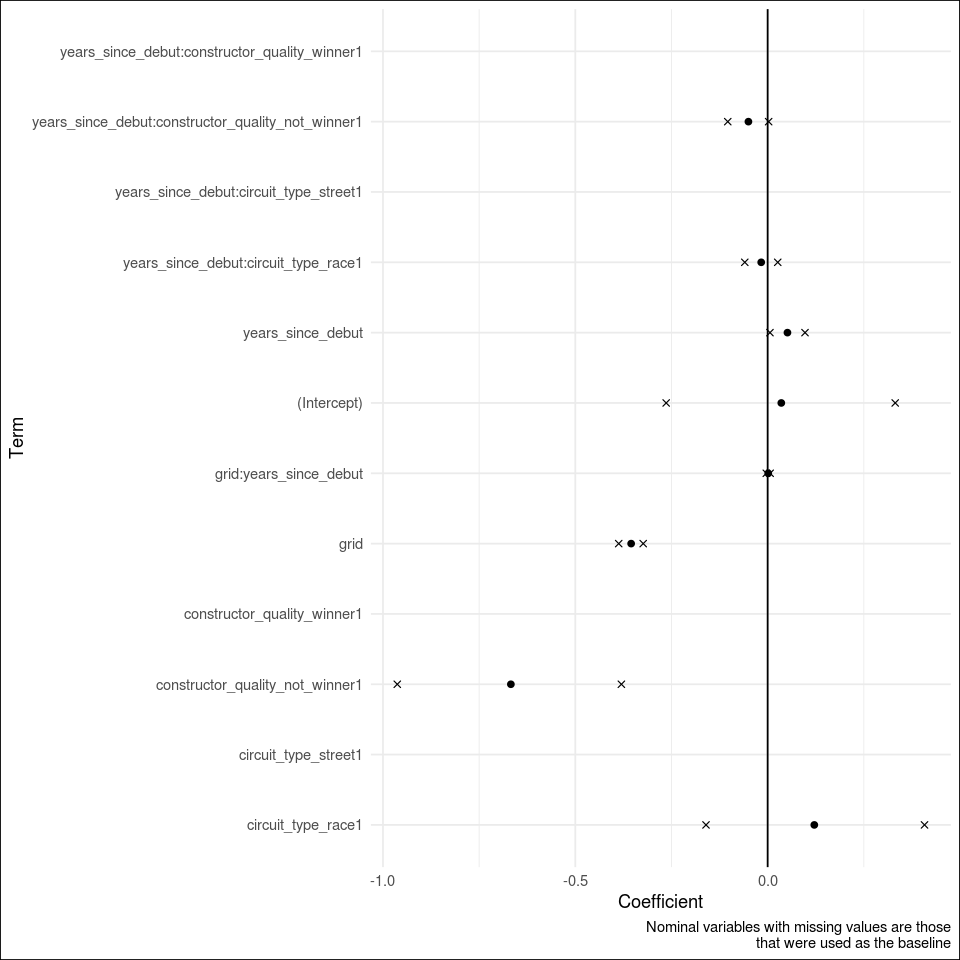 years_since_debut:constructor_quality_winner1
years_since_debut:constructor_quality_not_winner1
years_since_debut:circuit_type_street1
years_since_debut:circuit_type_race1
years_since_debut
(Intercept)
grid:years_since_debut
grid
constructor_quality_winner1
constructor_quality_not_winner1
circuit_type_street1
circuit_type_race1
Term
-1.0
-0.5
0.0
Coefficient
Nominal variables with missing values are those
that were used as the baseline